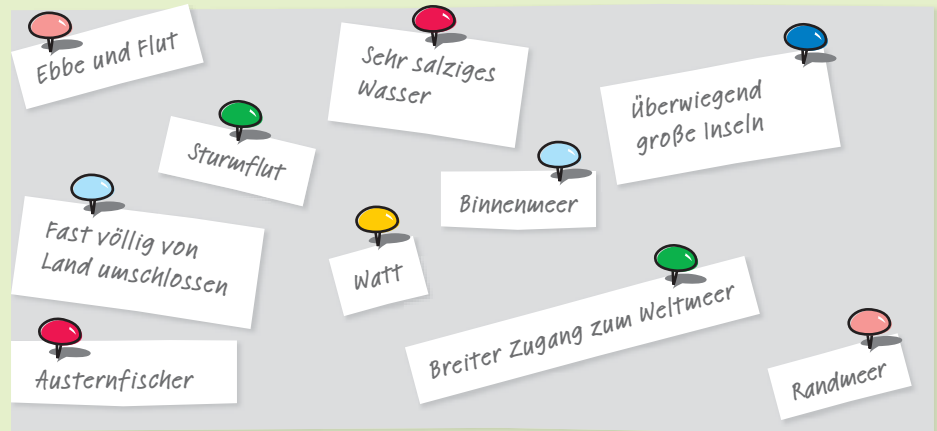 Ebbe und Flut
Sehr salziges
Wasser
Überwiegend
große Inseln
Sturmflut
Binnenmeer
Fast völlig von
Land umschlossen
Watt
Breiter Zugang zum Weltmeer
Austernfischer
Randmeer